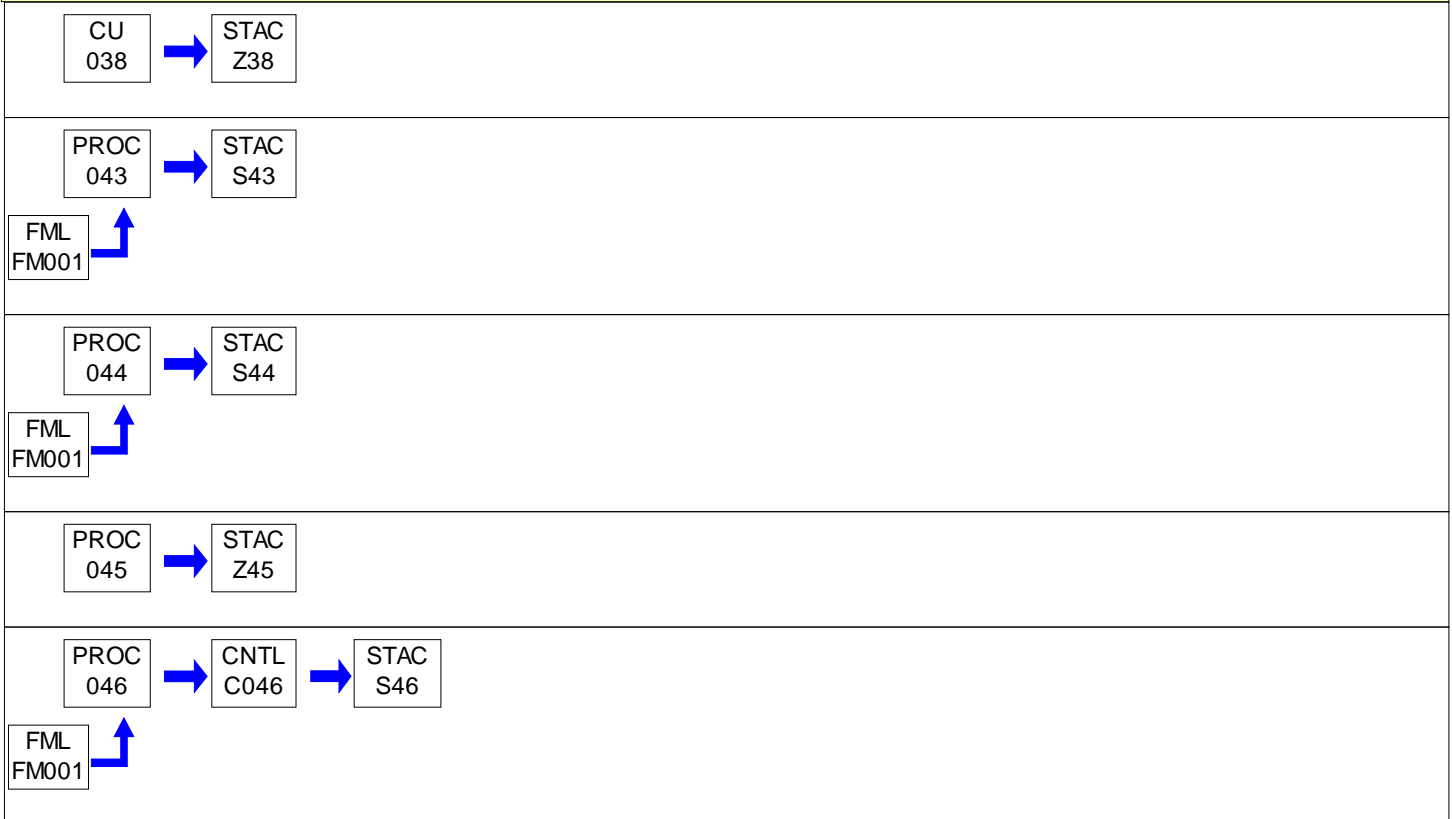 CU
038
STAC
Z38
PROC
043
STAC
S43
FML
FM001
PROC
044
STAC
S44
FML
FM001
PROC
045
STAC
Z45
PROC
046
CNTL
C046
STAC
S46
FML
FM001